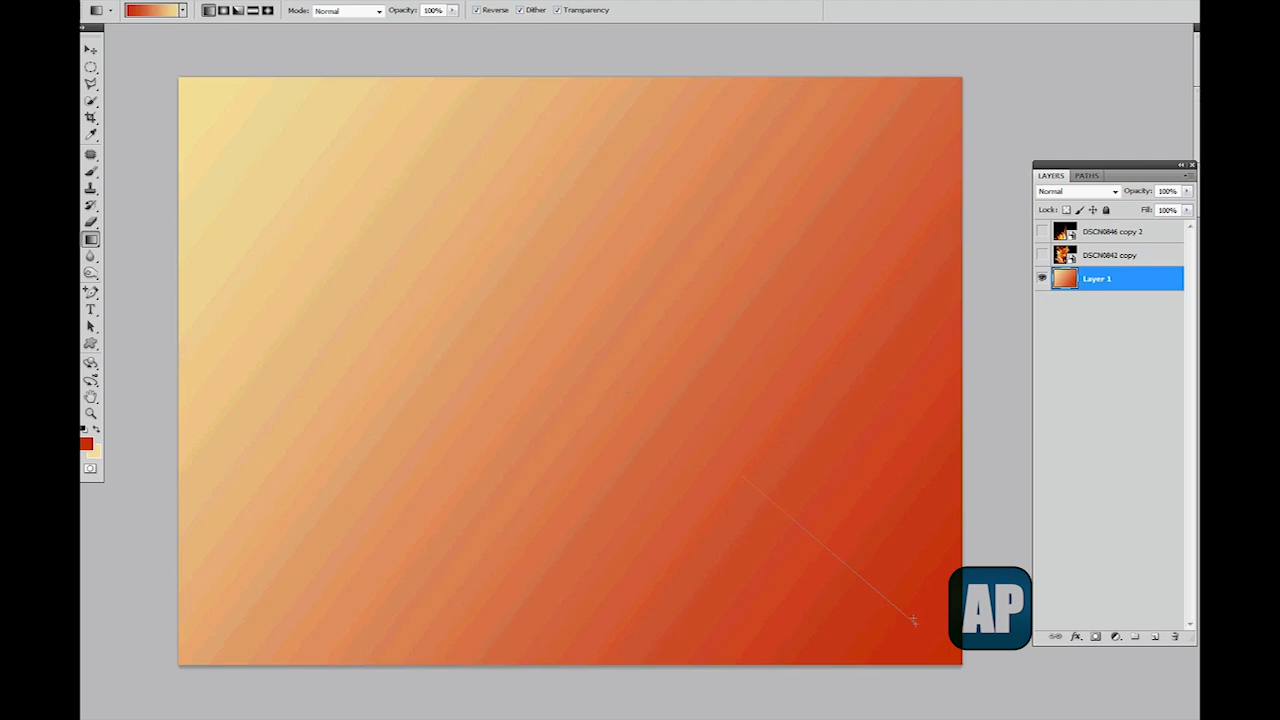 Mode: Normal Opacity: 100% Reverse Dither Transparency
LAYERS PATHS
Normal Opacity: 100%
Lock: Fill: 100%
DSCN0846 copy 2
DSCN0842 copy
Layer 1
T
AP
fx